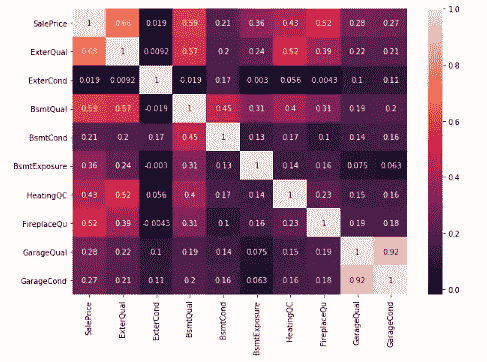 SalePrice 1 0.66 0.019 0.59 0.21 0.36 0.43 0.52 0.28 0.27
ExterQual 0.68 1 0.0092 0.57 0.2 0.24 0.52 0.39 0.22 0.21
ExterCond 0.019 0.0092 1 -0.019 0.17 -0.003 0.056 -0.0043 0.1 0.11
BsmtQual 0.59 0.57 -0.019 1 0.45 0.31 0.4 0.31 0.19 0.2
BsmtCond 0.21 0.2 0.17 0.45 1 0.13 0.17 0.1 0.14 0.16
BsmtExposure 0.36 0.24 -0.003 0.31 0.13 1 0.14 0.16 0.075 0.063
HeatingQC 0.43 0.52 0.056 0.4 0.17 0.14 1 0.23 0.15 0.16
FireplaceQu 0.52 0.39 -0.0043 0.31 0.1 0.16 0.23 1 0.19 0.18
GarageQual 0.28 0.22 0.1 0.19 0.14 0.075 0.15 0.19 1 0.92
GarageCond 0.27 0.21 0.11 0.2 0.16 0.063 0.16 0.18 0.92 1
SalePrice ExterQual ExterCond BsmtQual BsmtCond BsmtExposure HeatingQC FireplaceQu GarageQual GarageCond
1.0
0.8
0.6
0.4
0.2
0.0